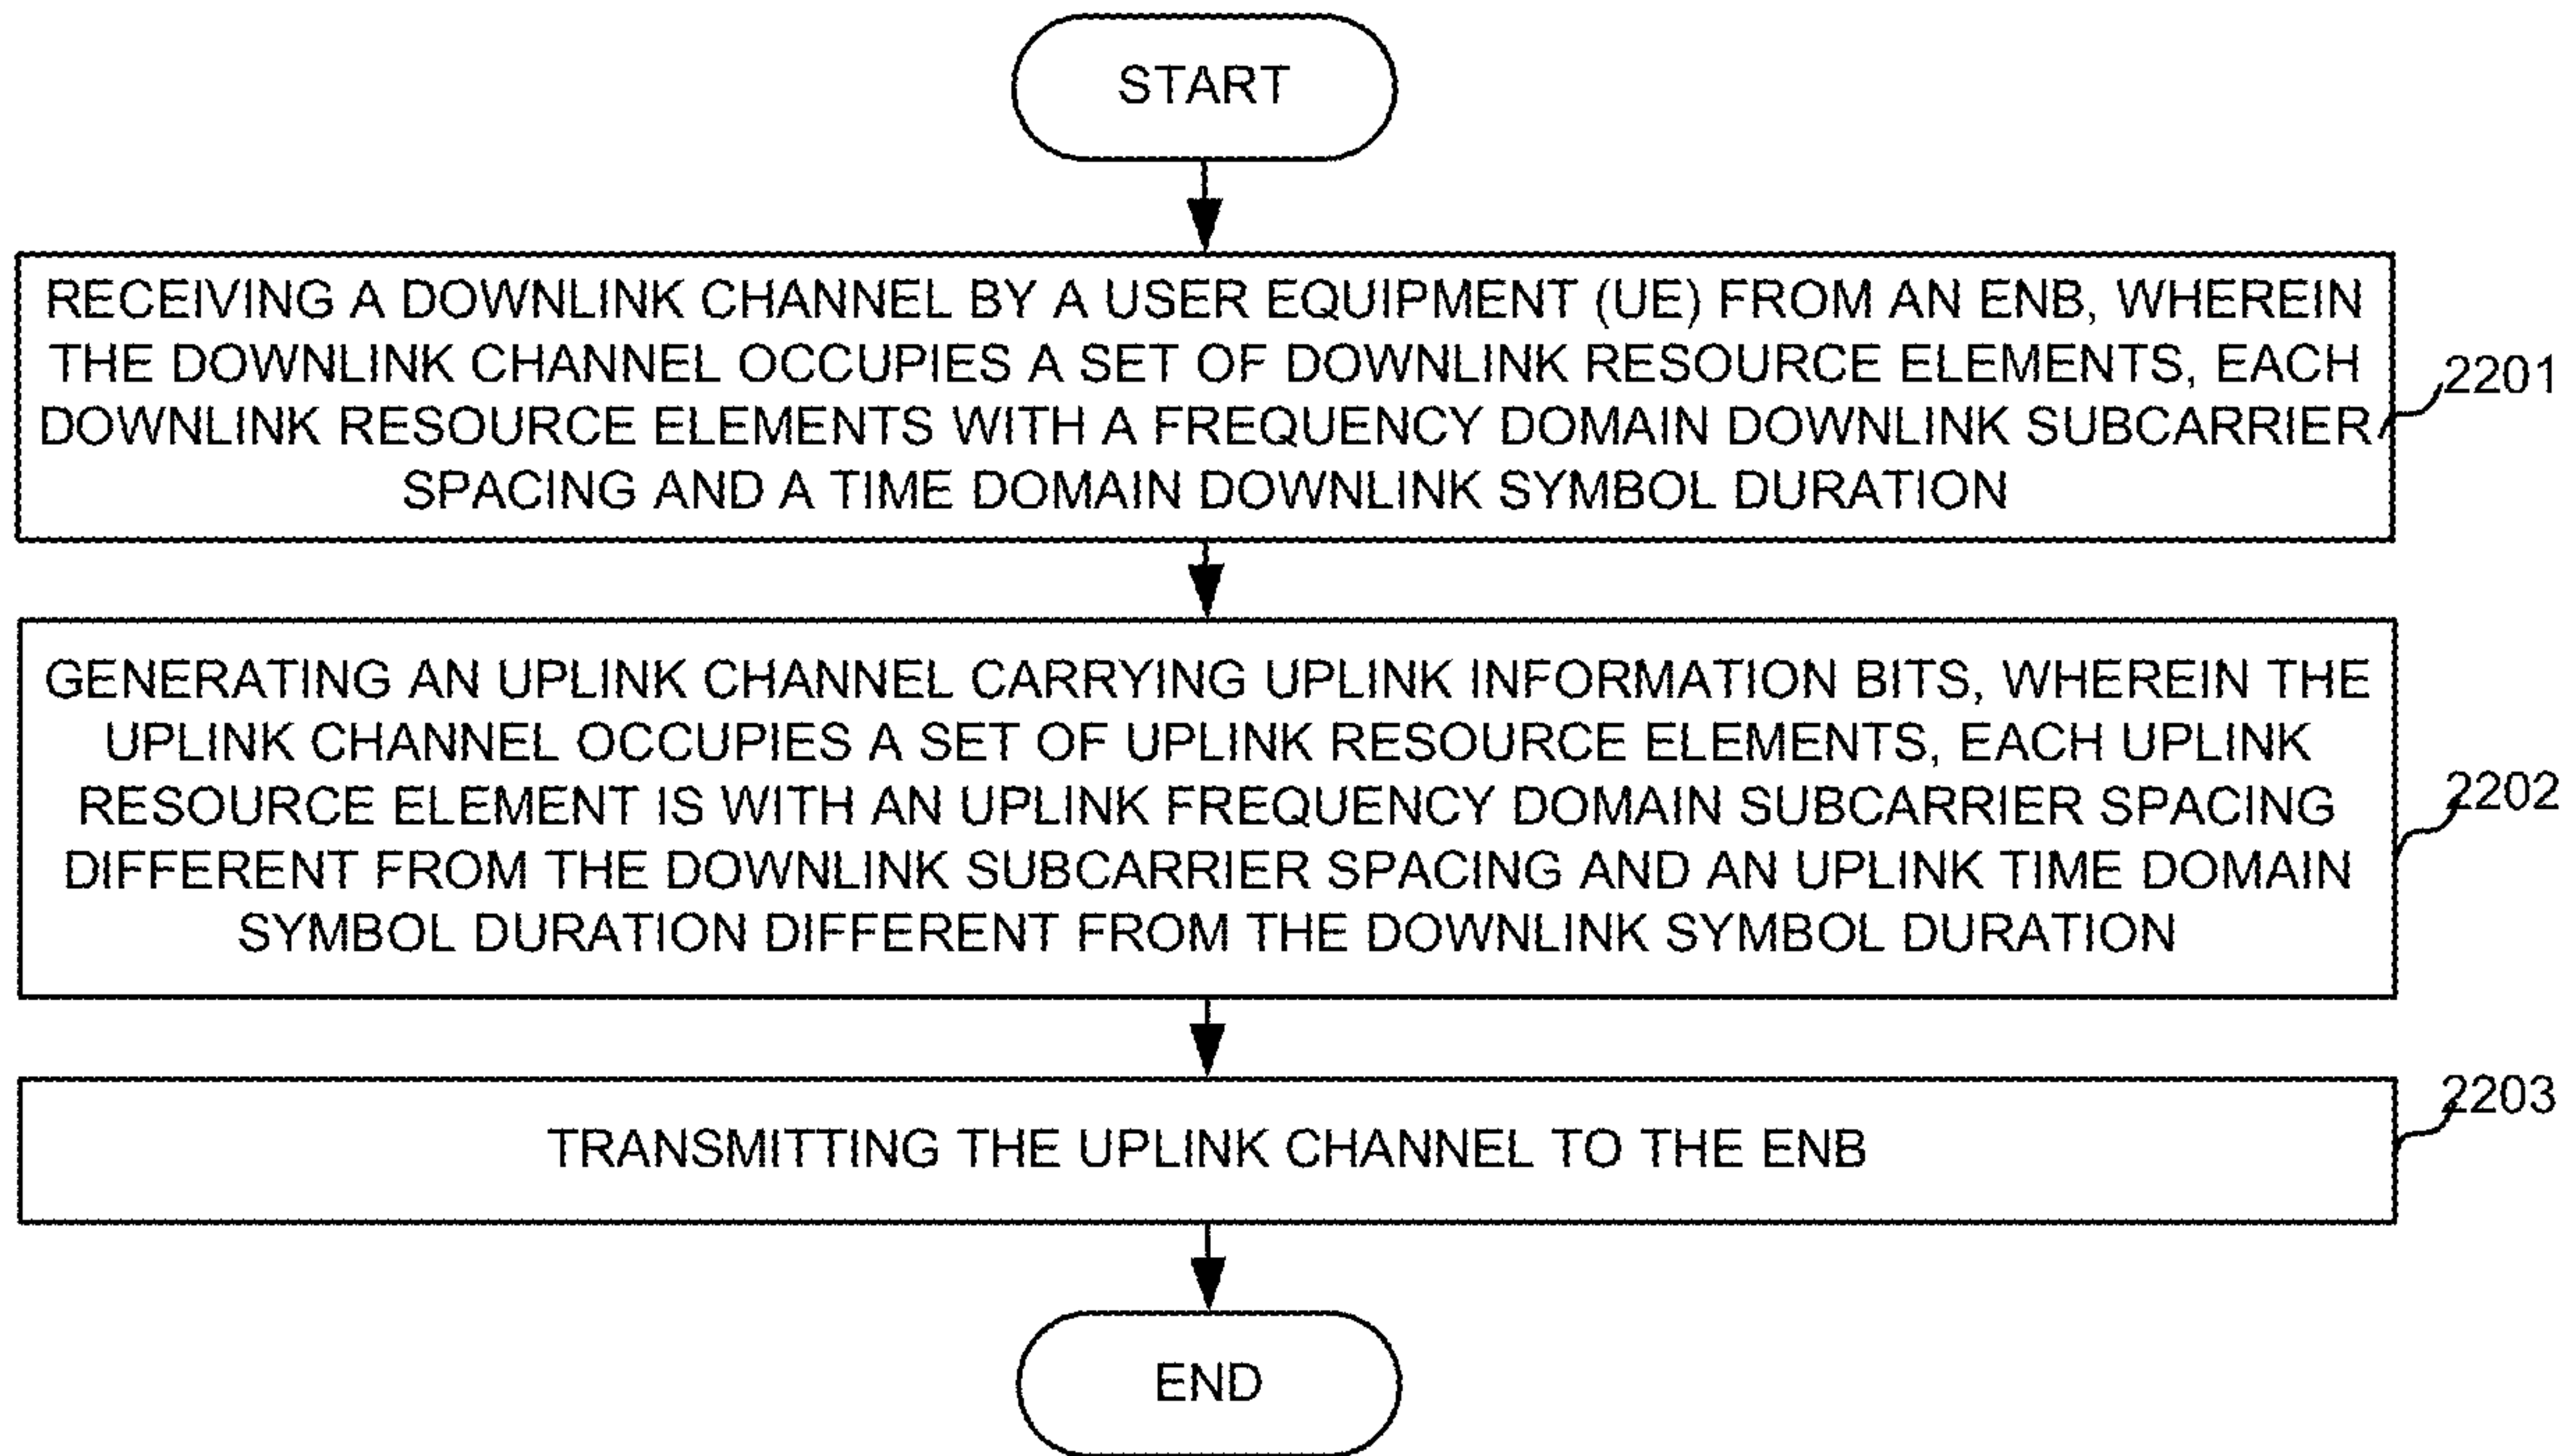 START
RECEIVING A DOWNLINK CHANNEL BY A USER EQUIPMENT (UE) FROM AN ENB, WHEREIN
THE DOWNLINK CHANNEL OCCUPIES A SET OF DOWNLINK RESOURCE ELEMENTS, EACH
DOWNLINK RESOURCE ELEMENTS WITH A FREQUENCY DOMAIN DOWNLINK SUBCARRIER
SPACING AND A TIME DOMAIN DOWNLINK SYMBOL DURATION
2201
GENERATING AN UPLINK CHANNEL CARRYING UPLINK INFORMATION BITS, WHEREIN THE
UPLINK CHANNEL OCCUPIES A SET OF UPLINK RESOURCE ELEMENTS, EACH UPLINK
RESOURCE ELEMENT IS WITH AN UPLINK FREQUENCY DOMAIN SUBCARRIER SPACING
DIFFERENT FROM THE DOWNLINK SUBCARRIER SPACING AND AN UPLINK TIME DOMAIN
SYMBOL DURATION DIFFERENT FROM THE DOWNLINK SYMBOL DURATION
2202
TRANSMITTING THE UPLINK CHANNEL TO THE ENB
2203
END